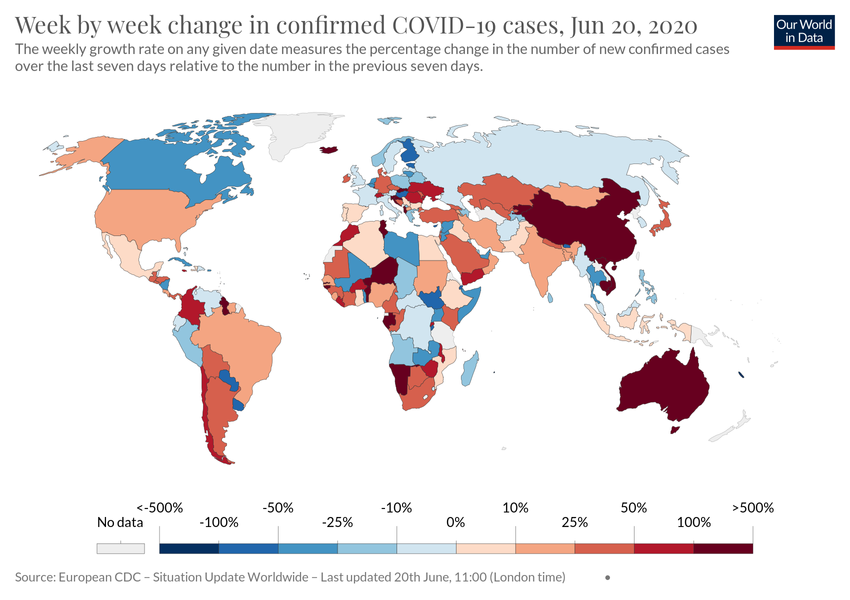 Week by week change in confirmed COVID-19 cases, Jun 20, 2020
Our World
in Data
The weekly growth rate on any given date measures the percentage change in the number of new confirmed cases
over the last seven days relative to the number in the previous seven days.
<-500% -50% -10% 10% 50% >500%
No data -100% -25% 0% 25% 100%
Source: European CDC – Situation Update Worldwide – Last updated 20th June, 11:00 (London time) •